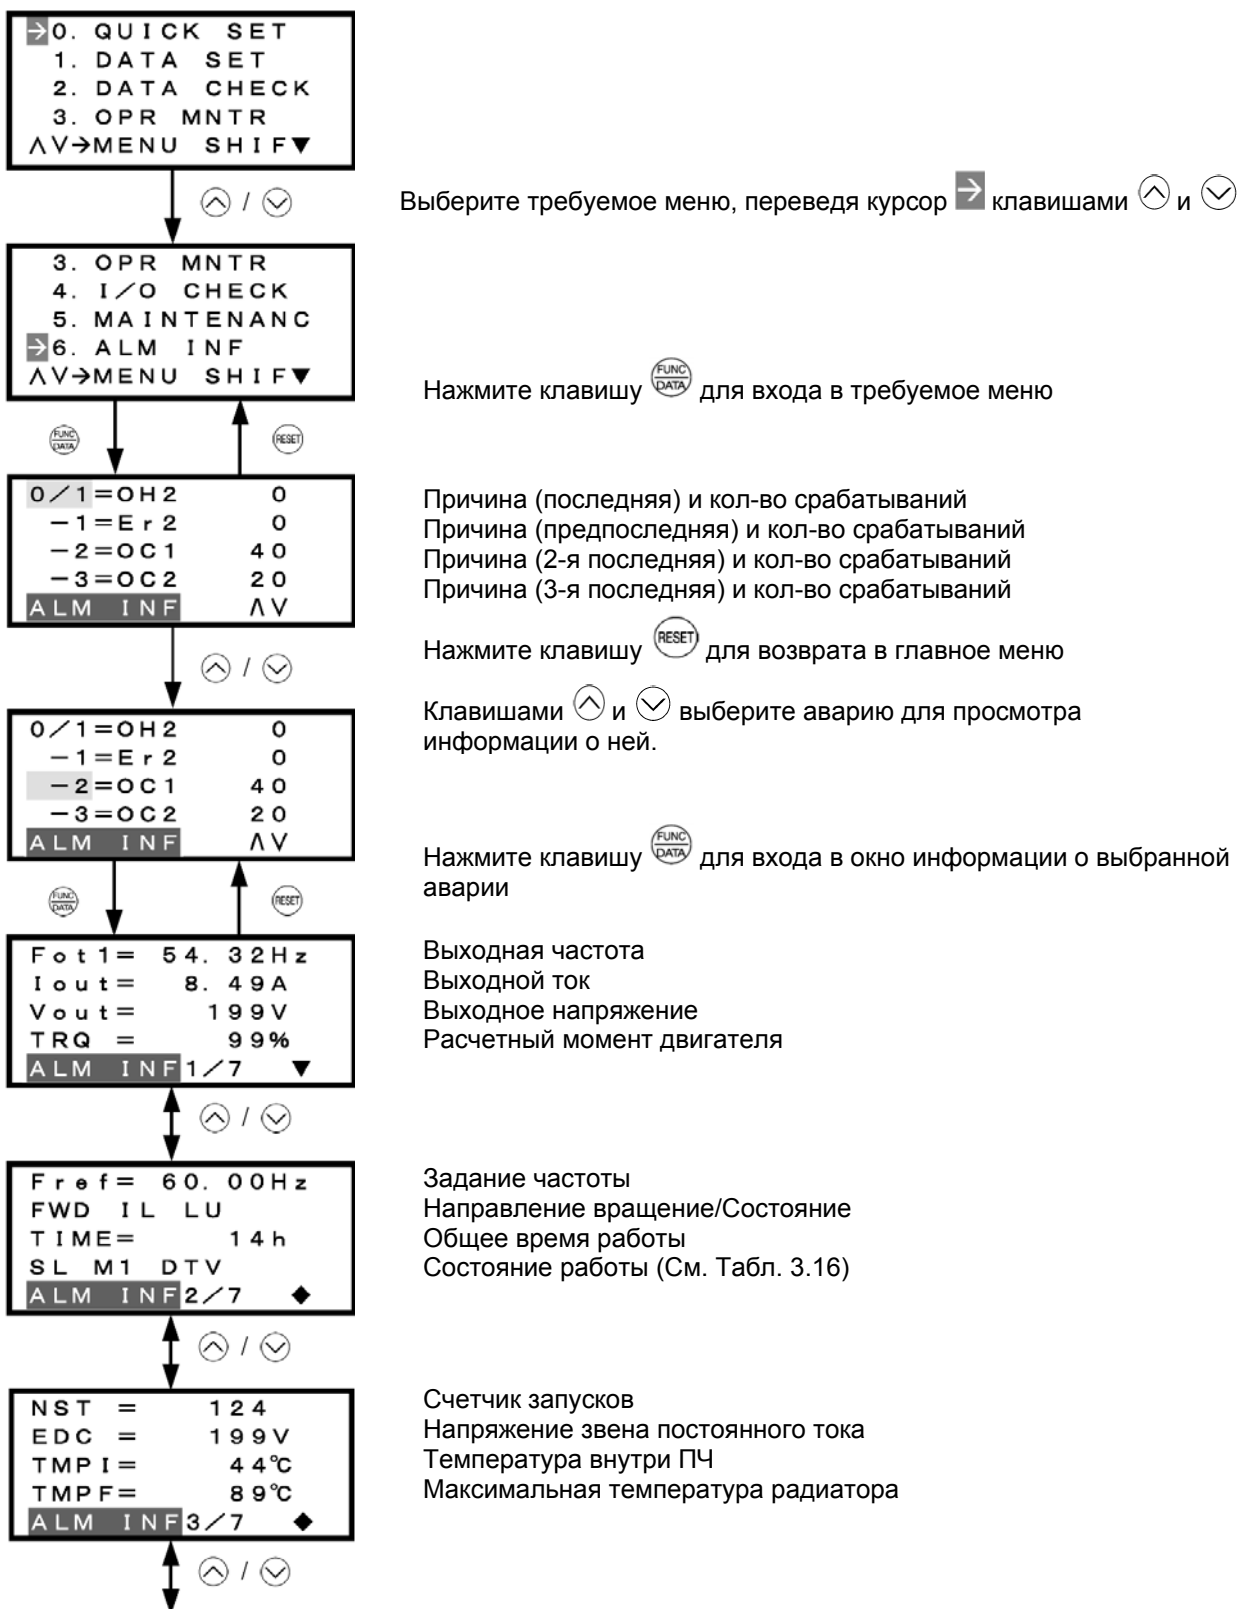 →0. QUICK SET
1. DATA SET
2. DATA CHECK
3. OPR MNTR
∧∨→MENU SHIF▼
∧ / ∨
Выберите требуемое меню, переведя курсор → клавишами ∧ и ∨
3. OPR MNTR
4. I/O CHECK
5. MAINTENANC
→6. ALM INF
∧∨→MENU SHIF▼
Нажмите клавишу FUNC DATA для входа в требуемое меню
FUNC DATA RESET
0/1=OH2 0
-1=Er2 0
-2=OC1 40
-3=OC2 20
ALM INF ∧∨
Причина (последняя) и кол-во срабатываний
Причина (предпоследняя) и кол-во срабатываний
Причина (2-я последняя) и кол-во срабатываний
Причина (3-я последняя) и кол-во срабатываний
Нажмите клавишу RESET для возврата в главное меню
∧ / ∨
Клавишами ∧ и ∨ выберите аварию для просмотра
информации о ней.
0/1=OH2 0
-1=Er2 0
-2=OC1 40
-3=OC2 20
ALM INF ∧∨
Нажмите клавишу FUNC DATA для входа в окно информации о выбранной
аварии
FUNC DATA RESET
Fot1= 54.32Hz
Iout= 8.49A
Vout= 199V
TRQ = 99%
ALM INF 1/7 ▼
Выходная частота
Выходной ток
Выходное напряжение
Расчетный момент двигателя
∧ / ∨
Fref= 60.00Hz
FWD IL LU
TIME= 14h
SL M1 DTV
ALM INF 2/7 ◆
Задание частоты
Направление вращение/Состояние
Общее время работы
Состояние работы (См. Табл. 3.16)
∧ / ∨
NST = 124
EDC = 199V
TMPI= 44℃
TMPF= 89℃
ALM INF 3/7 ◆
Счетчик запусков
Напряжение звена постоянного тока
Температура внутри ПЧ
Максимальная температура радиатора
∧ / ∨